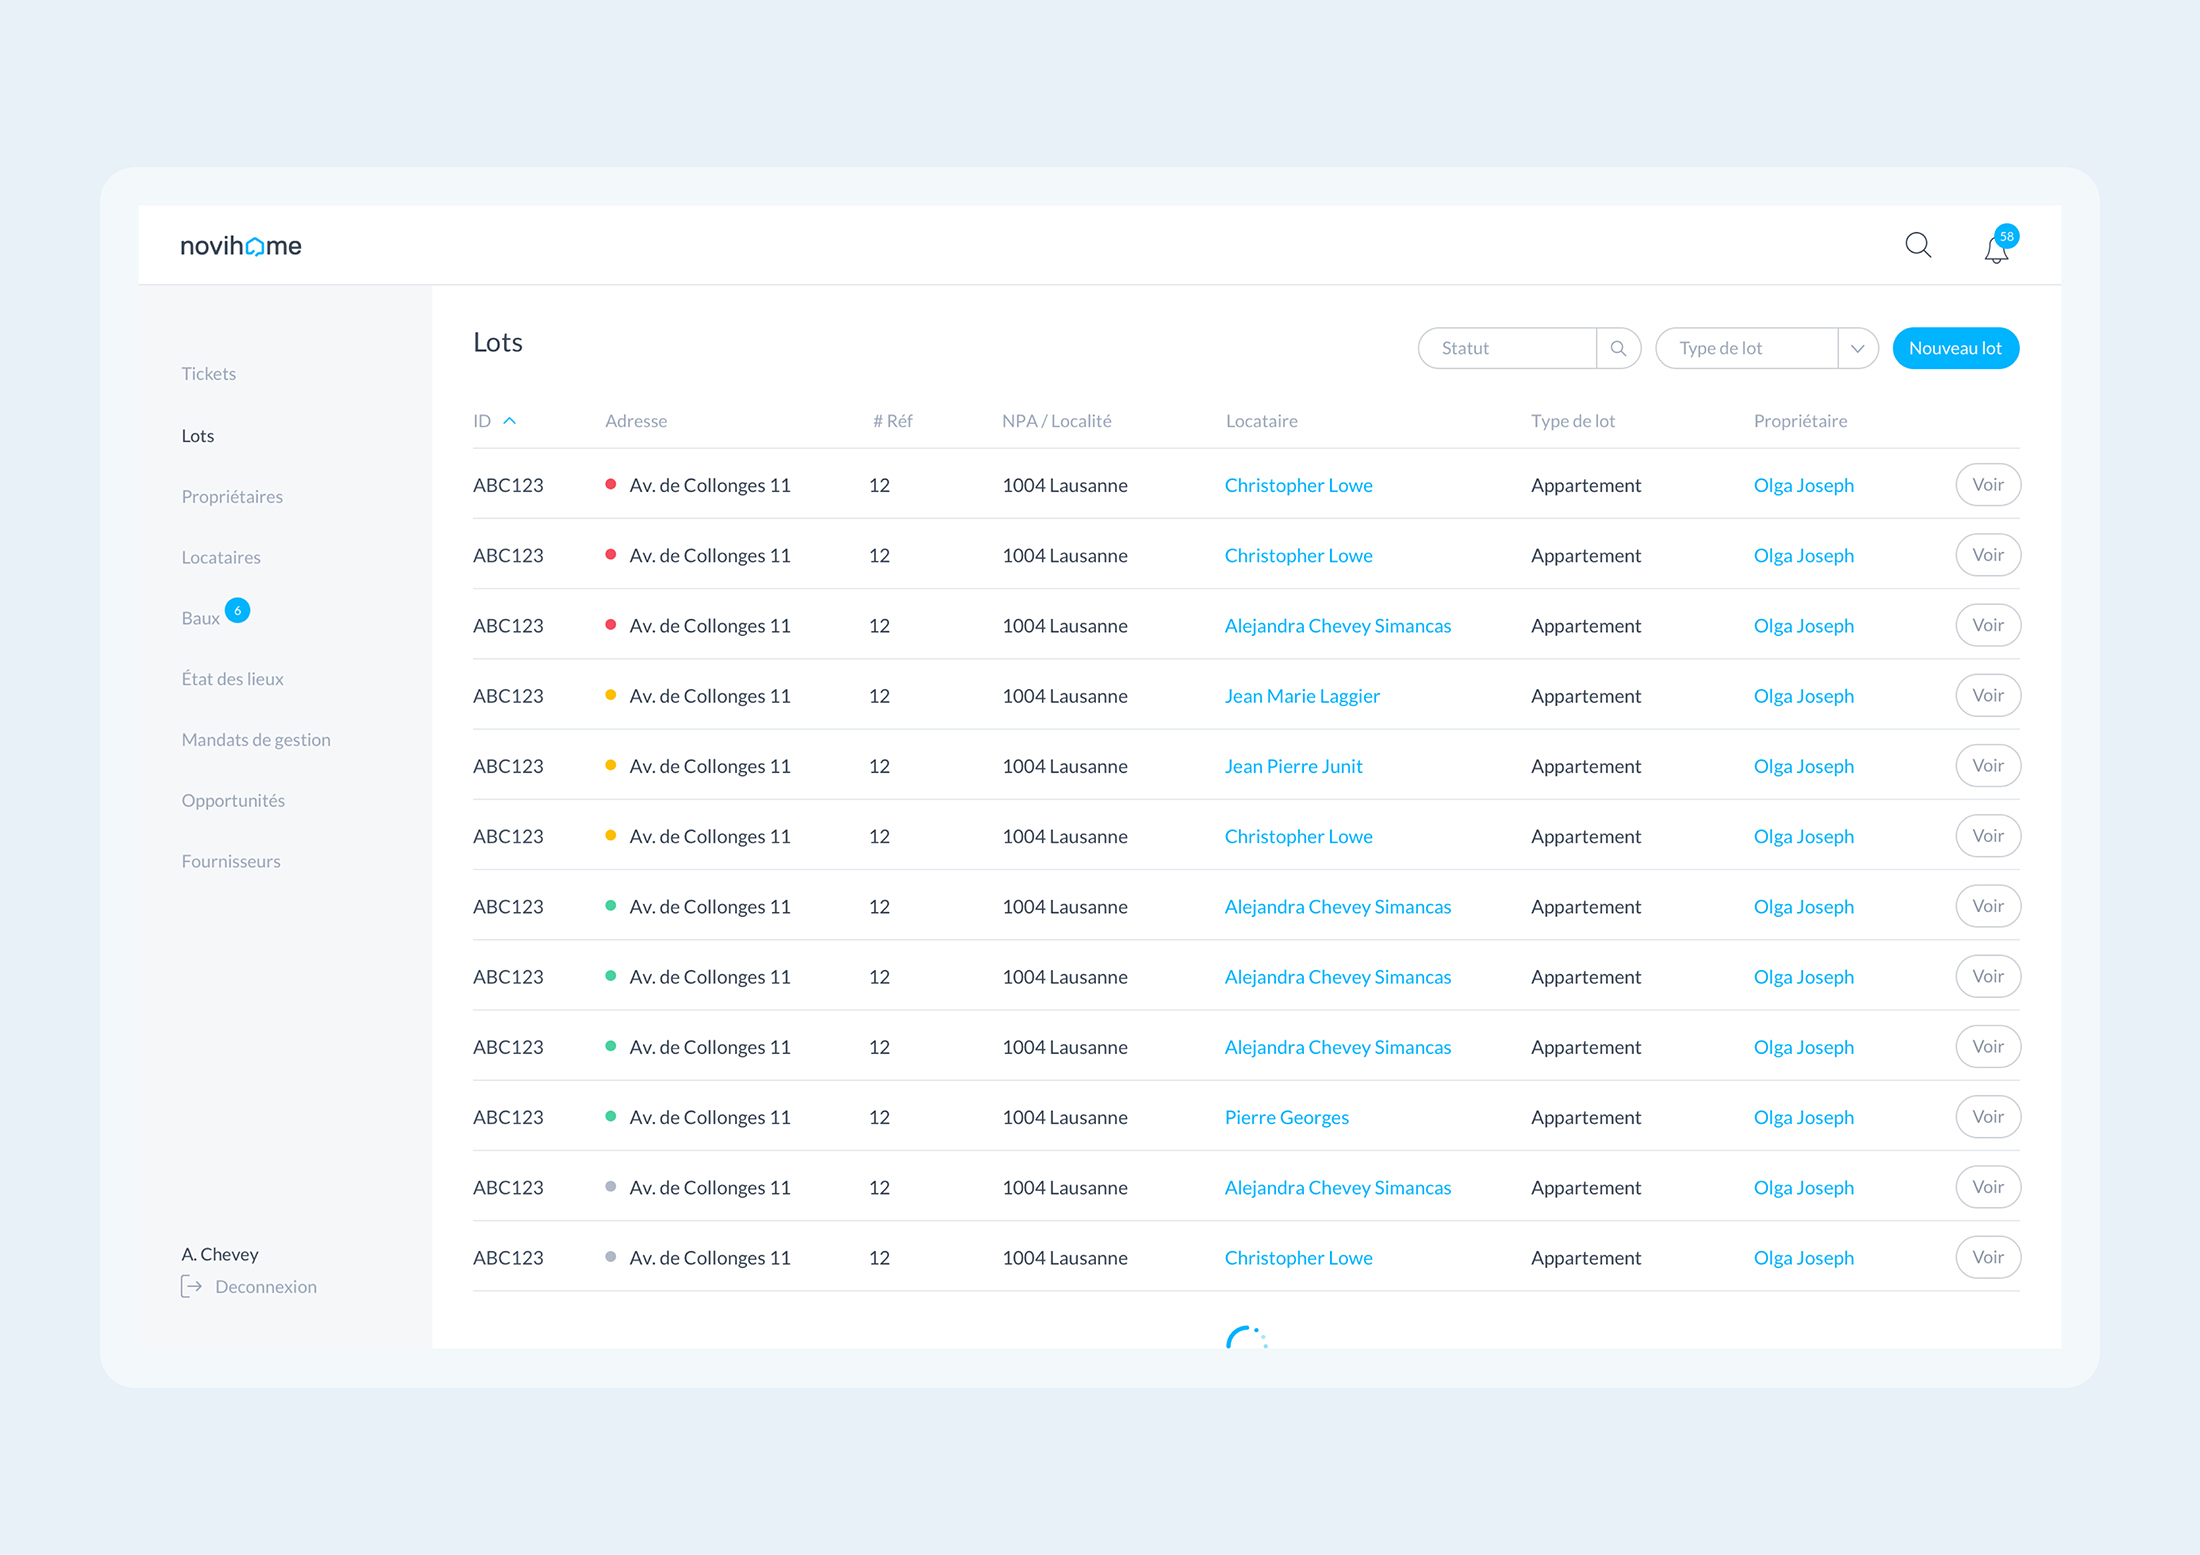 novihome
58
Tickets
Lots
Propriétaires
Locataires
Baux 6
État des lieux
Mandats de gestion
Opportunités
Fournisseurs
A. Chevey
Deconnexion
Lots
Statut Type de lot Nouveau lot
ID Adresse # Réf NPA / Localité Locataire Type de lot Propriétaire
ABC123 Av. de Collonges 11 12 1004 Lausanne Christopher Lowe Appartement Olga Joseph Voir
ABC123 Av. de Collonges 11 12 1004 Lausanne Christopher Lowe Appartement Olga Joseph Voir
ABC123 Av. de Collonges 11 12 1004 Lausanne Alejandra Chevey Simancas Appartement Olga Joseph Voir
ABC123 Av. de Collonges 11 12 1004 Lausanne Jean Marie Laggier Appartement Olga Joseph Voir
ABC123 Av. de Collonges 11 12 1004 Lausanne Jean Pierre Junit Appartement Olga Joseph Voir
ABC123 Av. de Collonges 11 12 1004 Lausanne Christopher Lowe Appartement Olga Joseph Voir
ABC123 Av. de Collonges 11 12 1004 Lausanne Alejandra Chevey Simancas Appartement Olga Joseph Voir
ABC123 Av. de Collonges 11 12 1004 Lausanne Alejandra Chevey Simancas Appartement Olga Joseph Voir
ABC123 Av. de Collonges 11 12 1004 Lausanne Alejandra Chevey Simancas Appartement Olga Joseph Voir
ABC123 Av. de Collonges 11 12 1004 Lausanne Pierre Georges Appartement Olga Joseph Voir
ABC123 Av. de Collonges 11 12 1004 Lausanne Alejandra Chevey Simancas Appartement Olga Joseph Voir
ABC123 Av. de Collonges 11 12 1004 Lausanne Christopher Lowe Appartement Olga Joseph Voir